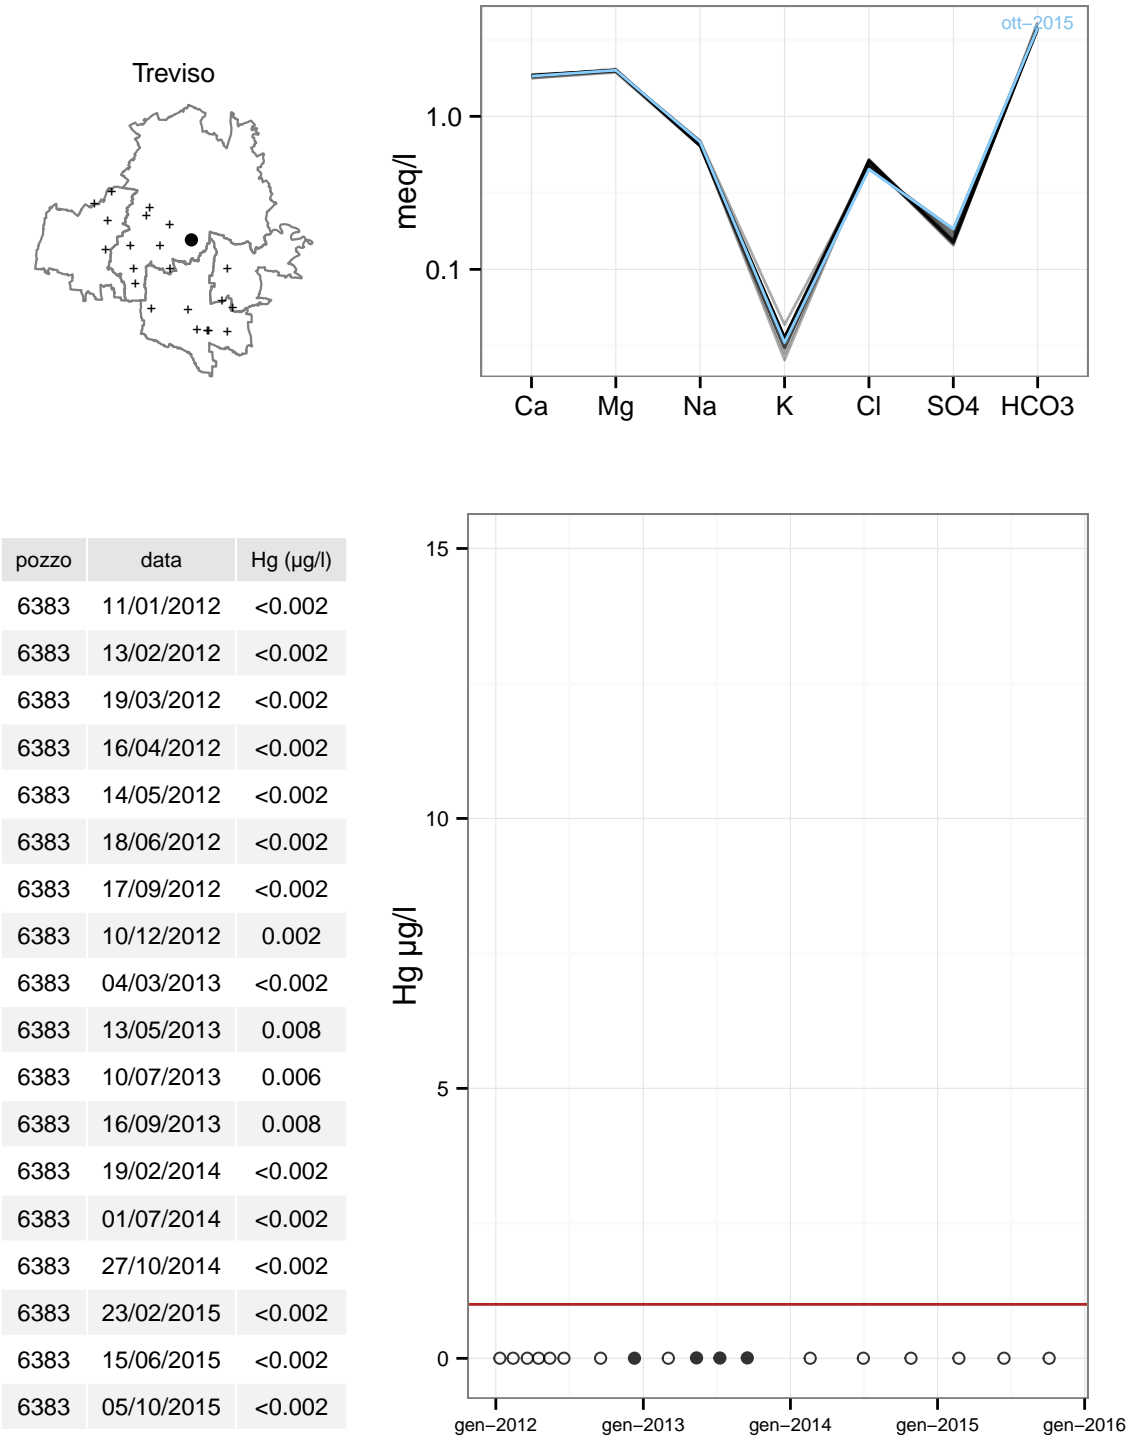 Treviso
ott−2015
meq/l
1.0
0.1
Ca Mg Na K Cl SO4 HCO3
pozzo data Hg (µg/l)
6383 11/01/2012 <0.002
6383 13/02/2012 <0.002
6383 19/03/2012 <0.002
6383 16/04/2012 <0.002
6383 14/05/2012 <0.002
6383 18/06/2012 <0.002
6383 17/09/2012 <0.002
6383 10/12/2012 0.002
6383 04/03/2013 <0.002
6383 13/05/2013 0.008
6383 10/07/2013 0.006
6383 16/09/2013 0.008
6383 19/02/2014 <0.002
6383 01/07/2014 <0.002
6383 27/10/2014 <0.002
6383 23/02/2015 <0.002
6383 15/06/2015 <0.002
6383 05/10/2015 <0.002
Hg µg/l
15
10
5
0
gen−2012 gen−2013 gen−2014 gen−2015 gen−2016